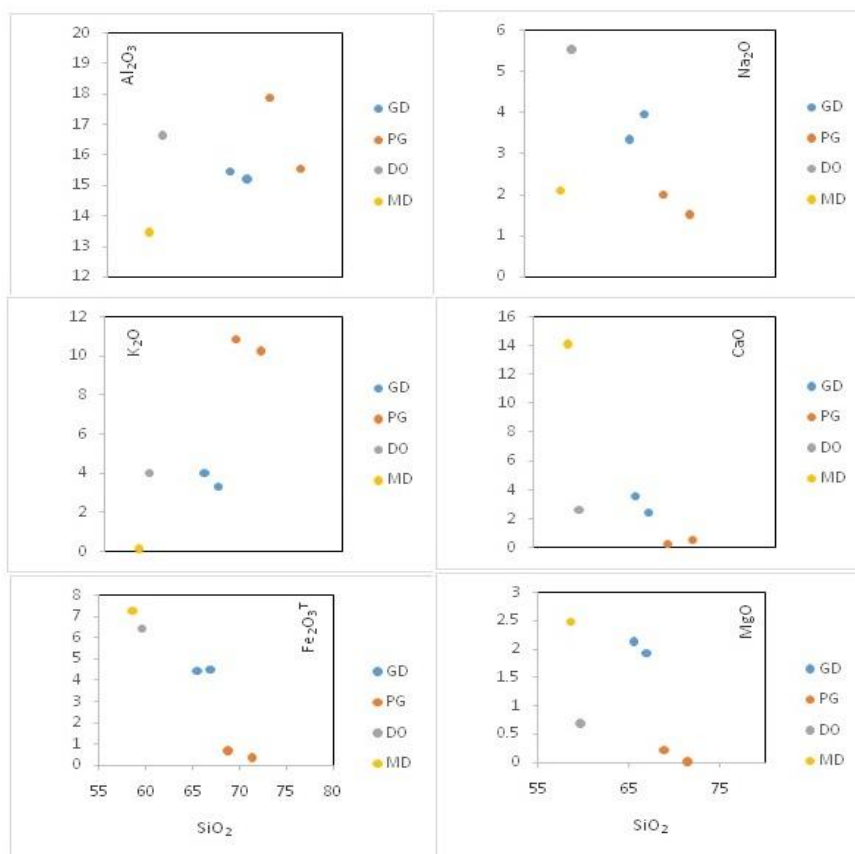 Al₂O₃
20
19
18
17
16
15
14
13
12
GD
PG
DO
MD
Na₂O
6
5
4
3
2
1
0
GD
PG
DO
MD
K₂O
12
10
8
6
4
2
0
GD
PG
DO
MD
CaO
16
14
12
10
8
6
4
2
0
GD
PG
DO
MD
Fe₂O₃ᵀ
8
7
6
5
4
3
2
1
0
55 60 65 70 75 80
SiO₂
GD
PG
DO
MD
MgO
3
2.5
2
1.5
1
0.5
0
55 65 75
SiO₂
GD
PG
DO
MD